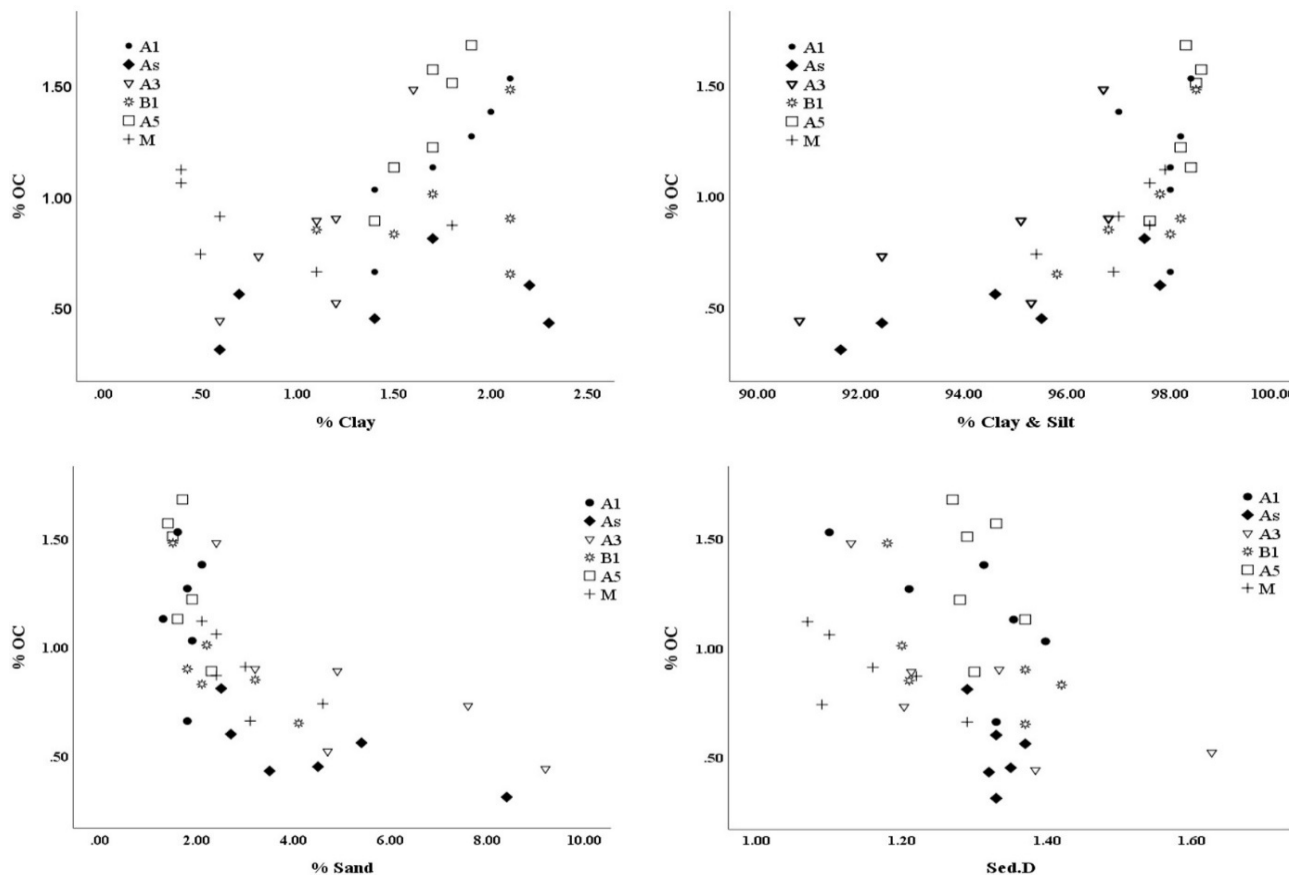 A1
As
A3
B1
A5
M
1.50
1.00
.50
% OC
.00 .50 1.00 1.50 2.00 2.50
% Clay
A1
As
A3
B1
A5
M
1.50
1.00
.50
% OC
90.00 92.00 94.00 96.00 98.00 100.00
% Clay & Silt
A1
As
A3
B1
A5
M
1.50
1.00
.50
% OC
.00 2.00 4.00 6.00 8.00 10.00
% Sand
A1
As
A3
B1
A5
M
1.50
1.00
.50
% OC
1.00 1.20 1.40 1.60
Sed.D